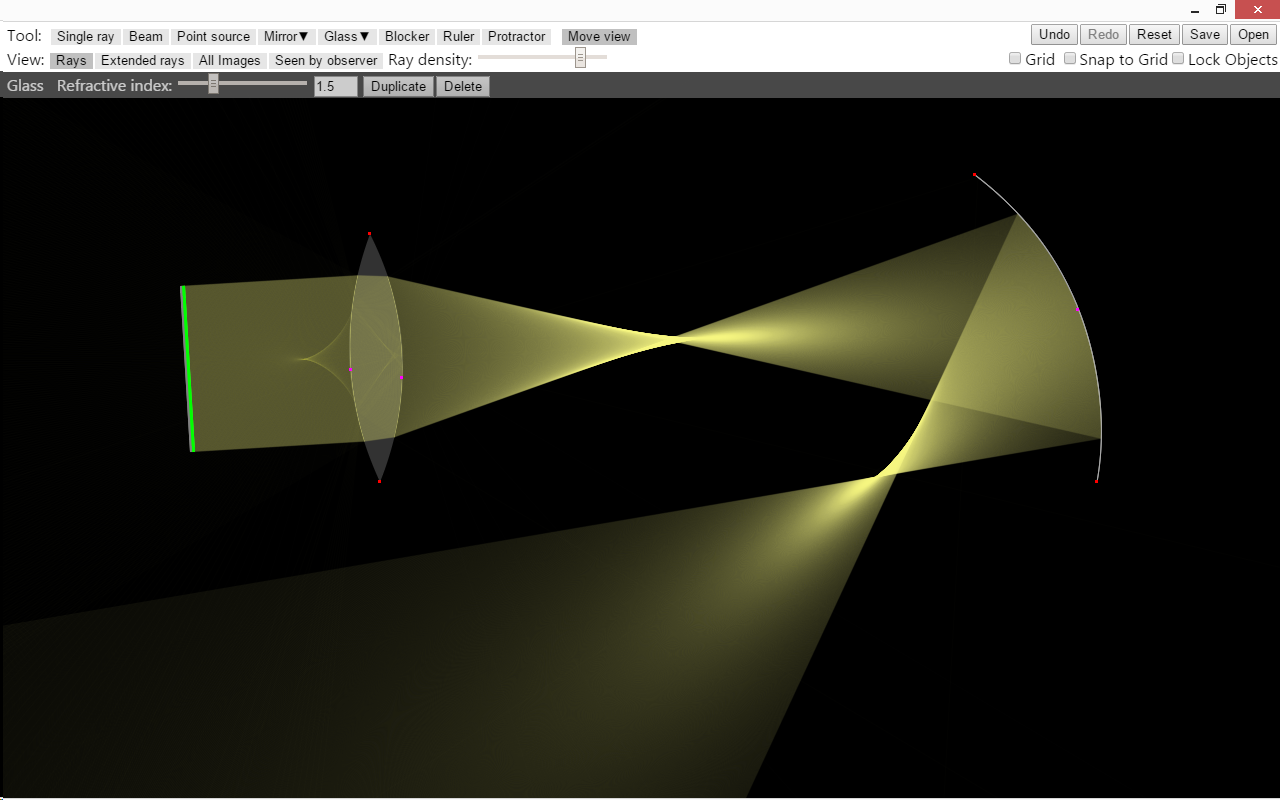 Tool: Single ray Beam Point source Mirror▼ Glass▼ Blocker Ruler Protractor Move view Undo Redo Reset Save Open
View: Rays Extended rays All Images Seen by observer Ray density: Grid Snap to Grid Lock Objects
Glass Refractive index: 1.5 Duplicate Delete